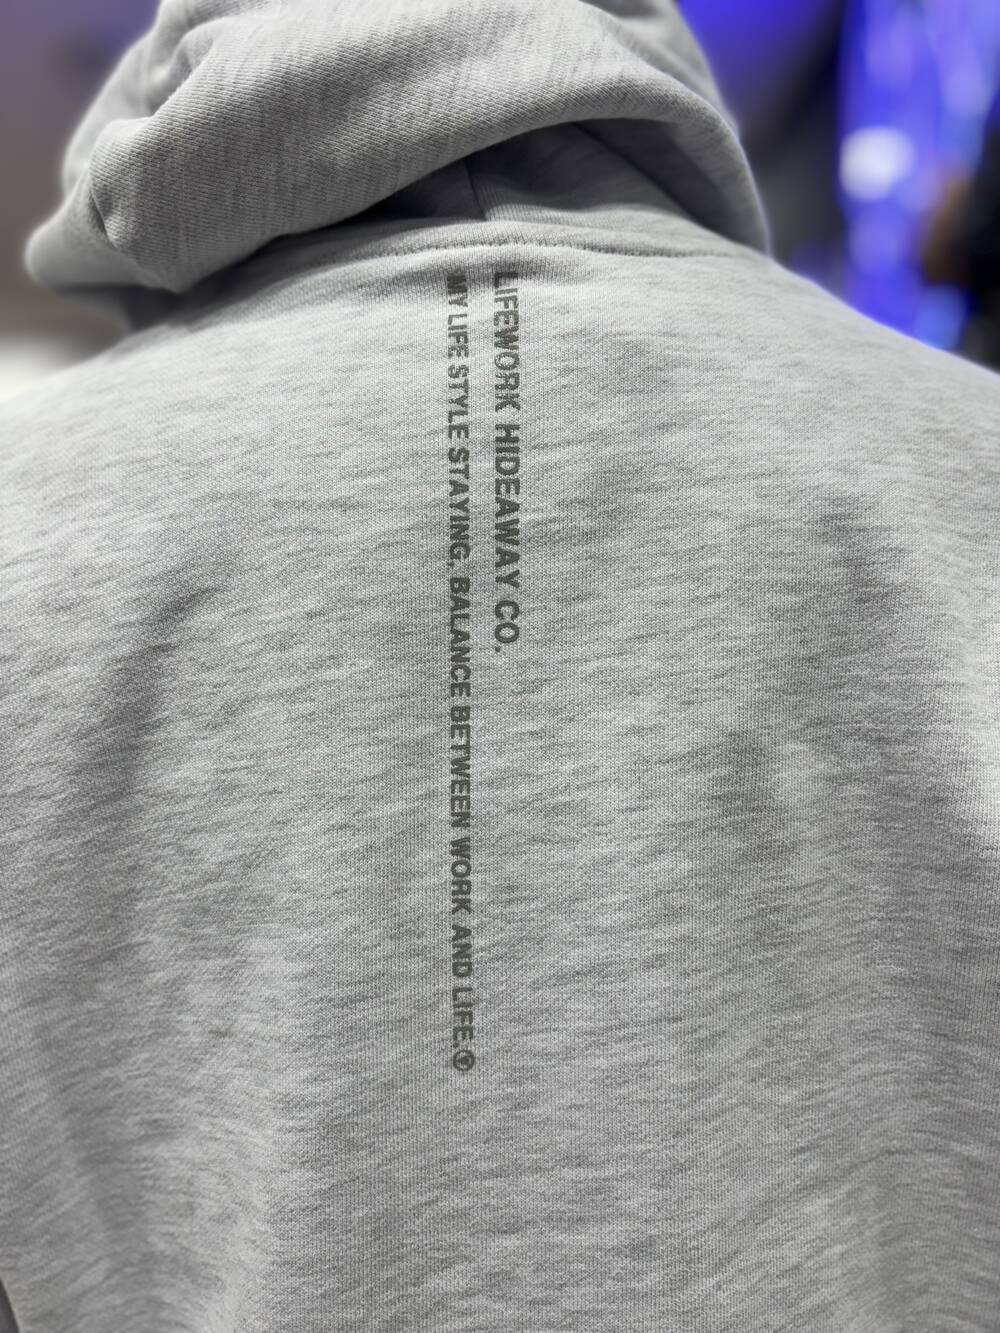 LIFEWORK HIDEAWAY CO.
MY LIFE STYLE STAYING, BALANCE BETWEEN WORK AND LIFE.Ⓨ